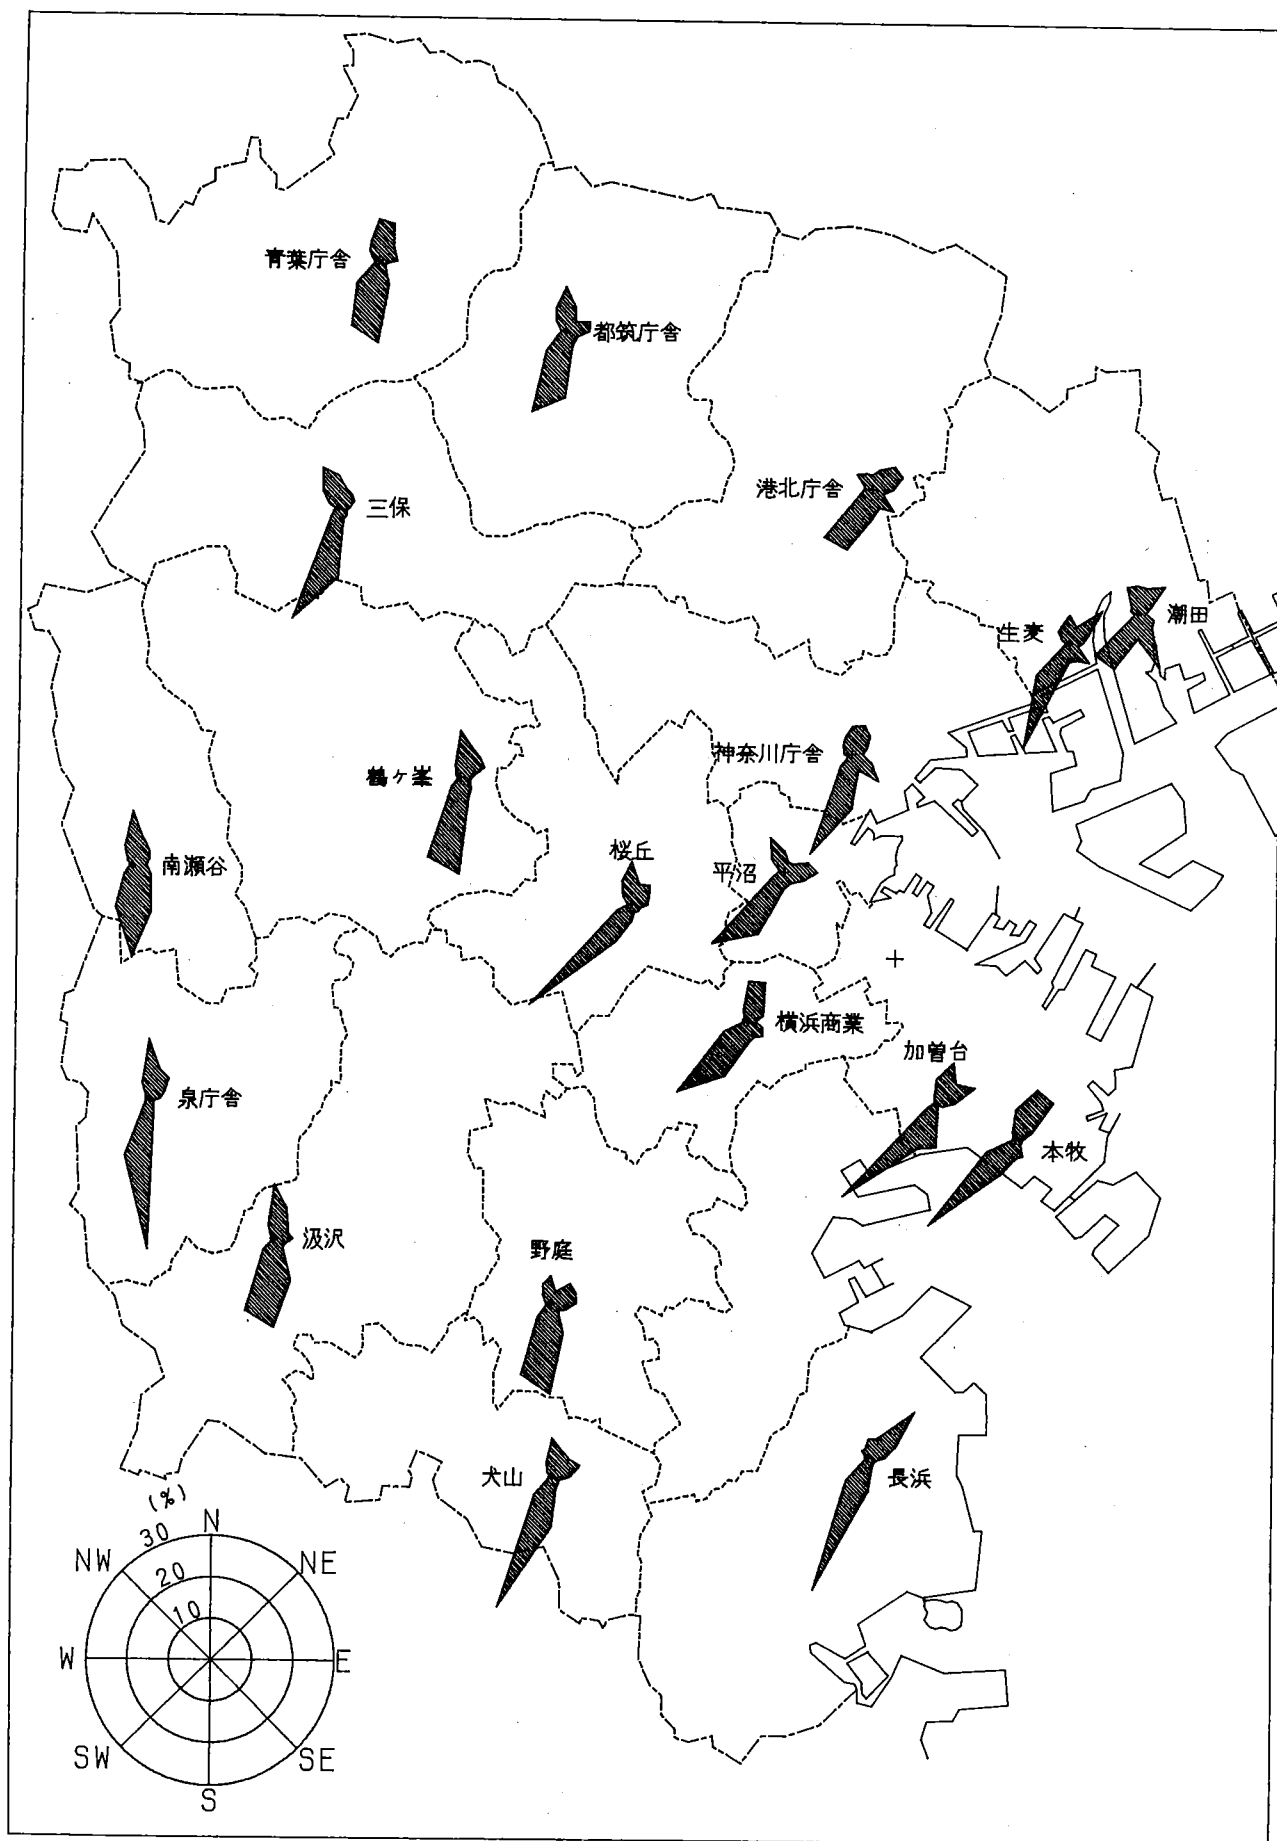 青葉庁舎
都筑庁舎
三保
港北庁舎
潮田
生麦
神奈川庁舎
鶴ヶ峯
桜丘
平沼
南瀬谷
横浜商業
加曽台
泉庁舎
本牧
汲沢
野庭
犬山
長浜
(%)
30
20
10
N
NW
NE
W
E
SW
SE
S